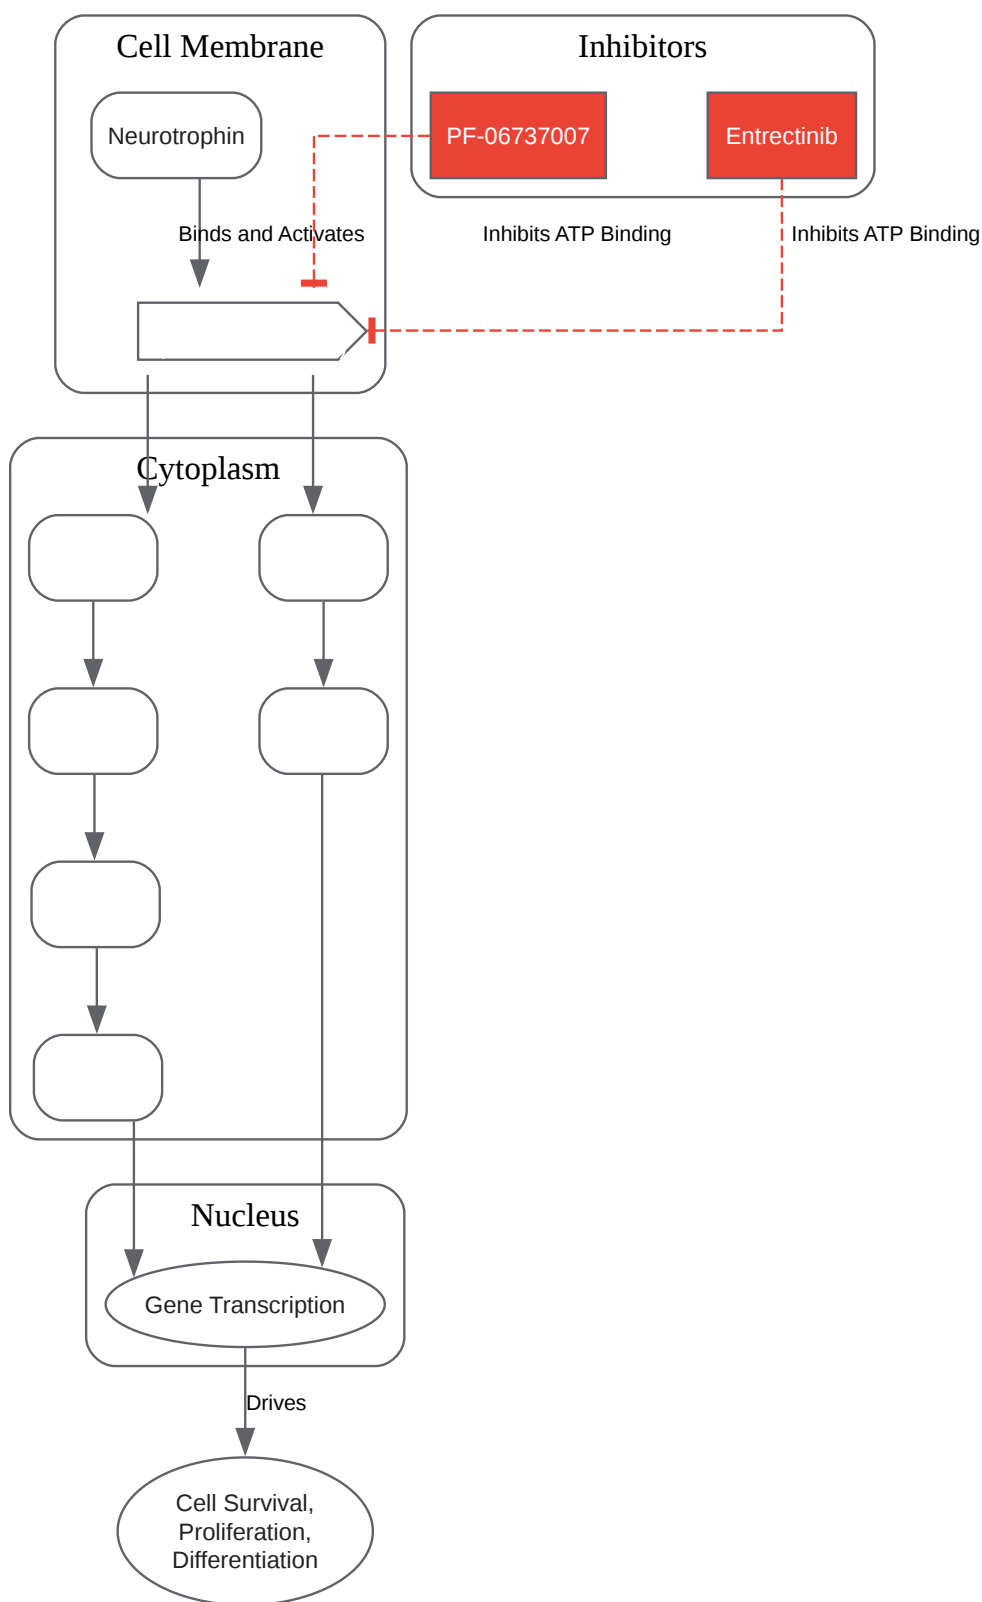 Cell Membrane
Inhibitors
Neurotrophin
PF-06737007
Entrectinib
Binds and Activates
Inhibits ATP Binding
Inhibits ATP Binding
Cytoplasm
Nucleus
Gene Transcription
Drives
Cell Survival,
Proliferation,
Differentiation